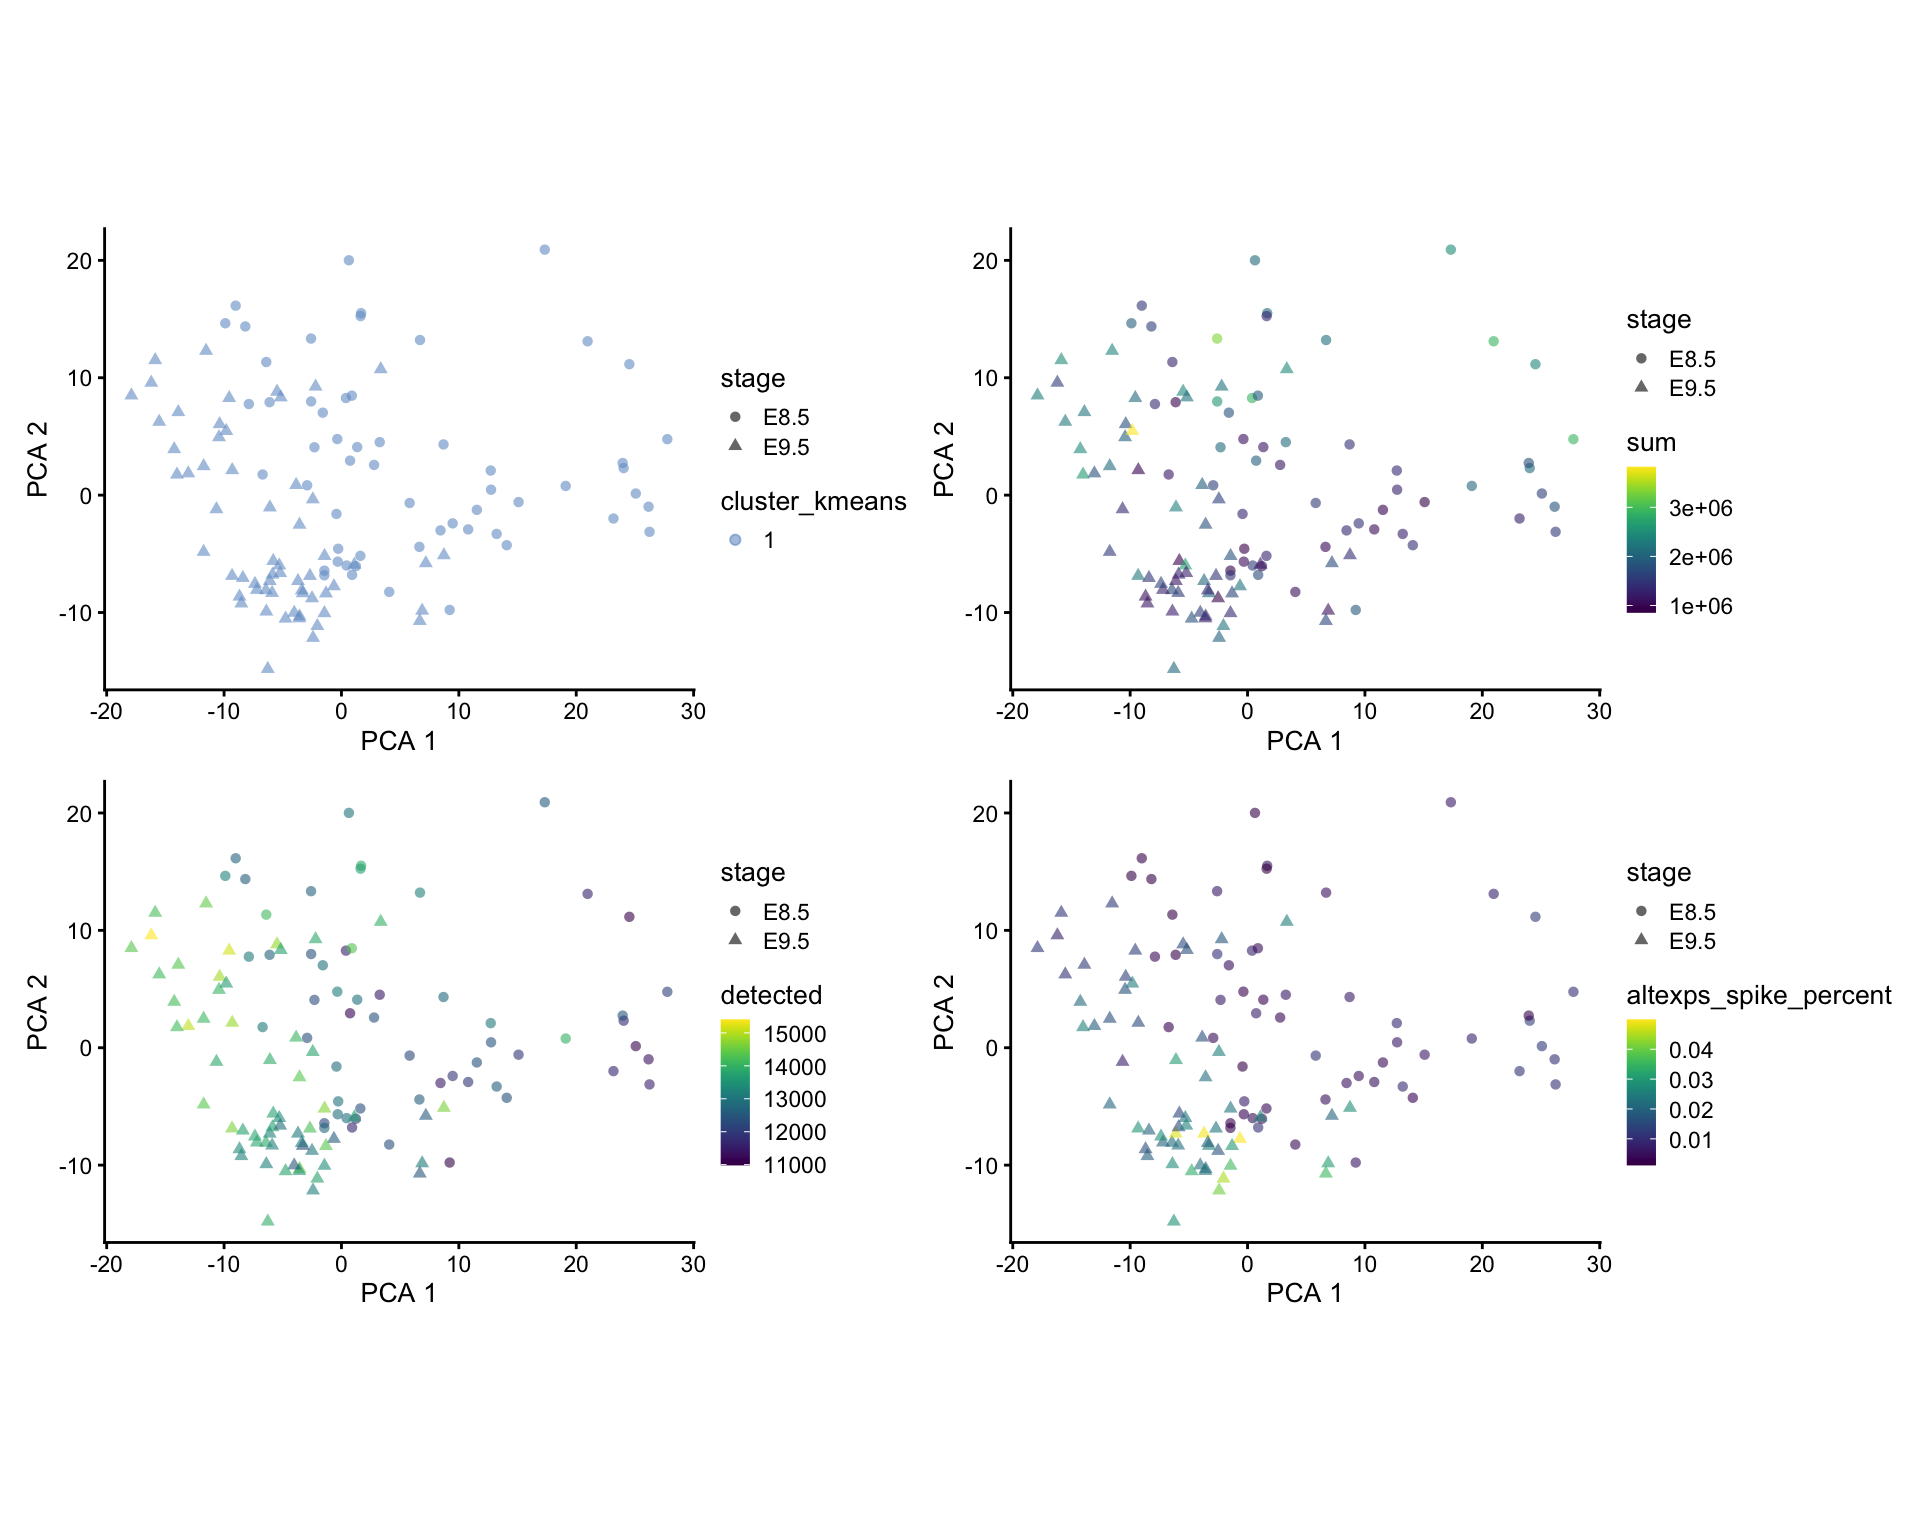 20
10
0
-10
-20 -10 0 10 20 30
PCA 1
PCA 2
stage
E8.5
E9.5
cluster_kmeans
1
20
10
0
-10
-20 -10 0 10 20 30
PCA 1
PCA 2
stage
E8.5
E9.5
sum
3e+06
2e+06
1e+06
20
10
0
-10
-20 -10 0 10 20 30
PCA 1
PCA 2
stage
E8.5
E9.5
detected
15000
14000
13000
12000
11000
20
10
0
-10
-20 -10 0 10 20 30
PCA 1
PCA 2
stage
E8.5
E9.5
altexps_spike_percent
0.04
0.03
0.02
0.01